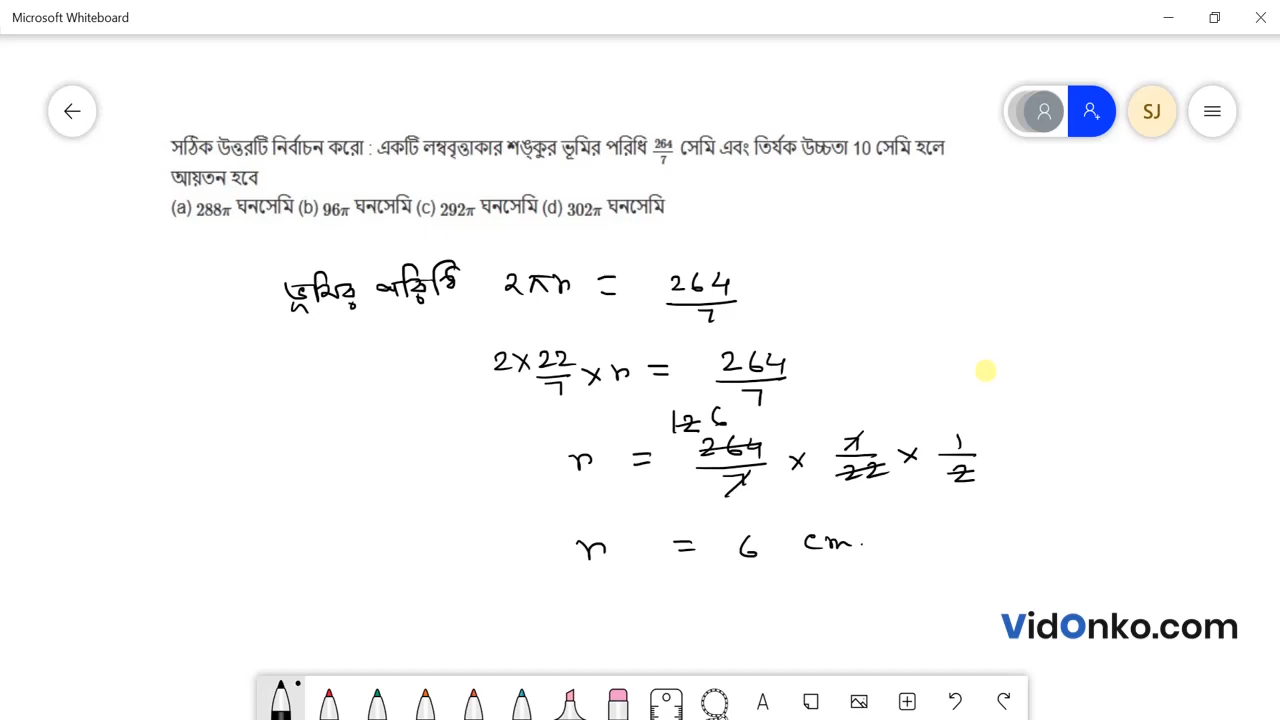 Microsoft Whiteboard
SJ
সঠিক উত্তরটি নির্বাচন করো : একটি লম্ববৃত্তাকার শঙ্কুর ভূমির পরিধি 264/7 সেমি এবং তির্যক উচ্চতা 10 সেমি হলে
আয়তন হবে
(a) 288π ঘনসেমি (b) 96π ঘনসেমি (c) 292π ঘনসেমি (d) 302π ঘনসেমি
ভূমির পরিধি 2πr = 264/7
2 × 22/7 × r = 264/7
12 6
r = 264/7 × 7/22 × 1/2
r = 6 cm.
VidOnko.com
A